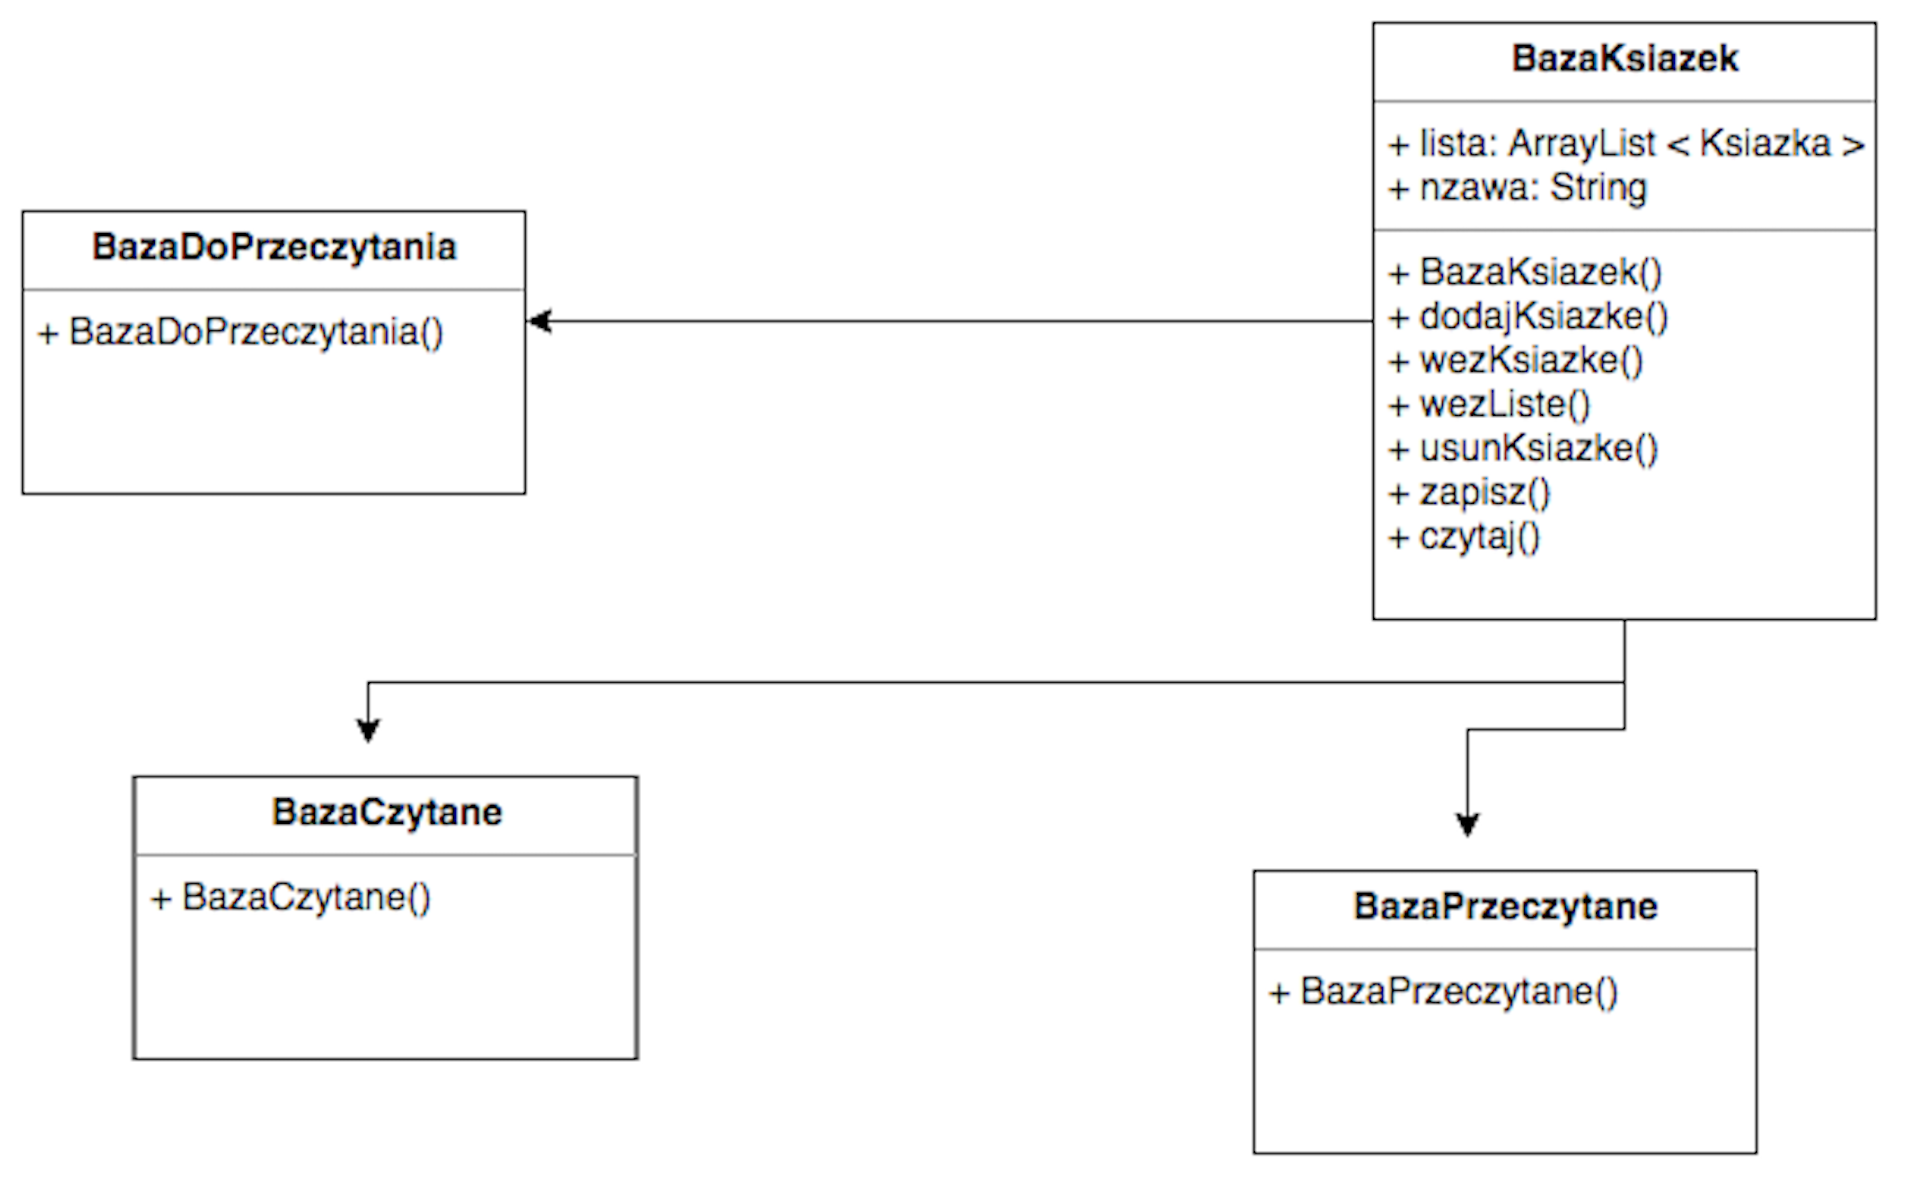 BazaKsiazek
+ lista: ArrayList < Ksiazka >
+ nzawa: String
+ BazaKsiazek()
+ dodajKsiazke()
+ wezKsiazke()
+ wezListe()
+ usunKsiazke()
+ zapisz()
+ czytaj()
BazaDoPrzeczytania
+ BazaDoPrzeczytania()
BazaCzytane
+ BazaCzytane()
BazaPrzeczytane
+ BazaPrzeczytane()